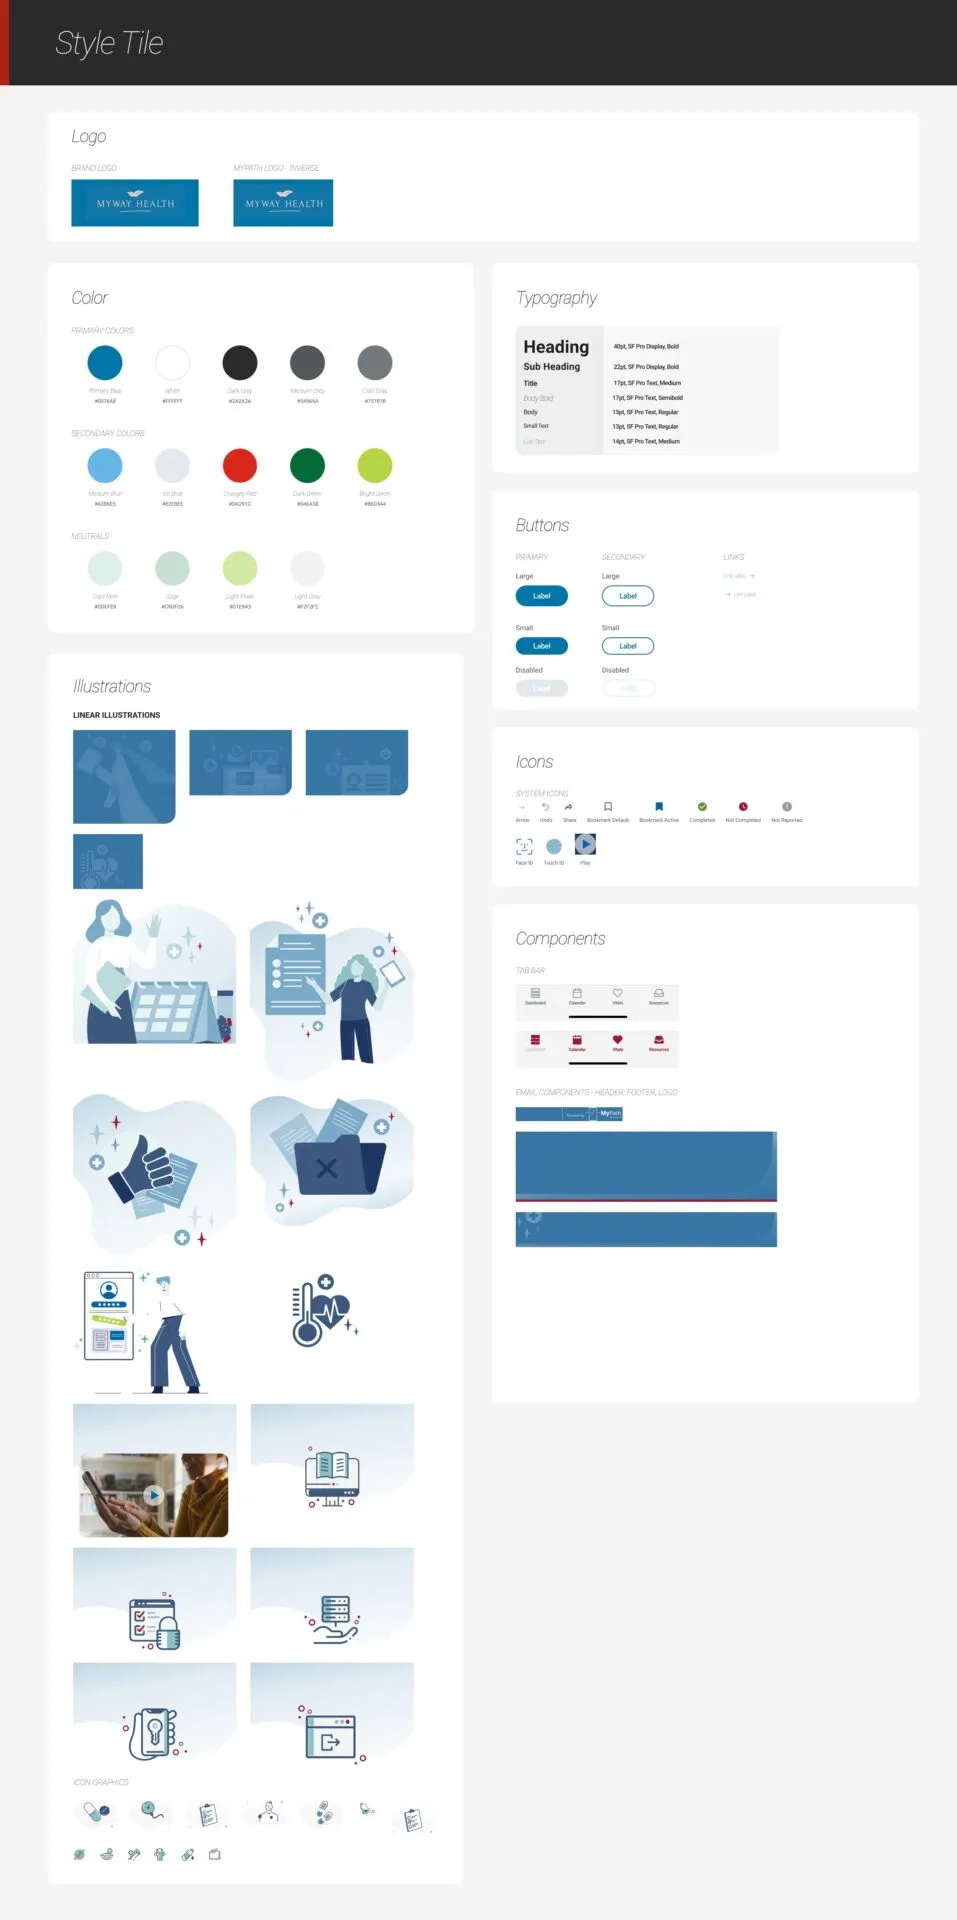 Style Tile
Logo
BRAND LOGO
MYPATH LOGO - INVERSE
MYWAY HEALTH
MYWAY HEALTH
Color
PRIMARY COLORS
Primary Blue
White
Dark Grey
Medium Grey
Cool Gray
#0076A8
#FFFFFF
#2A2A2A
#54565A
#75787B
SECONDARY COLORS
Medium Blue
Ice Blue
Orangey Red
Dark Green
Bright Green
#63B6E5
#E2E8EE
#DA291C
#046A38
#B6D544
NEUTRALS
Cool Mint
Sage
Light Khaki
Light Gray
#DDEFE8
#C8DFD6
#D1E9A5
#F2F2F2
Typography
Heading
40pt, SF Pro Display, Bold
Sub Heading
22pt, SF Pro Display, Bold
Title
17pt, SF Pro Text, Medium
Body Bold
17pt, SF Pro Text, Semibold
Body
15pt, SF Pro Text, Regular
Small Text
13pt, SF Pro Text, Regular
Link Text
14pt, SF Pro Text, Medium
Buttons
PRIMARY
SECONDARY
LINKS
Large
Large
Link Label
Label
Label
Link Label
Small
Small
Label
Label
Disabled
Disabled
Label
Label
Icons
SYSTEM ICONS
Arrow
Undo
Share
Bookmark Default
Bookmark Active
Completed
Not Completed
Not Reported
Face ID
Touch ID
Play
Components
TAB BAR
Dashboard
Calendar
Vitals
Resources
Calendar
Vitals
Resources
EMAIL COMPONENTS - HEADER, FOOTER, LOGO
MyPath
Illustrations
LINEAR ILLUSTRATIONS
ICON GRAPHICS